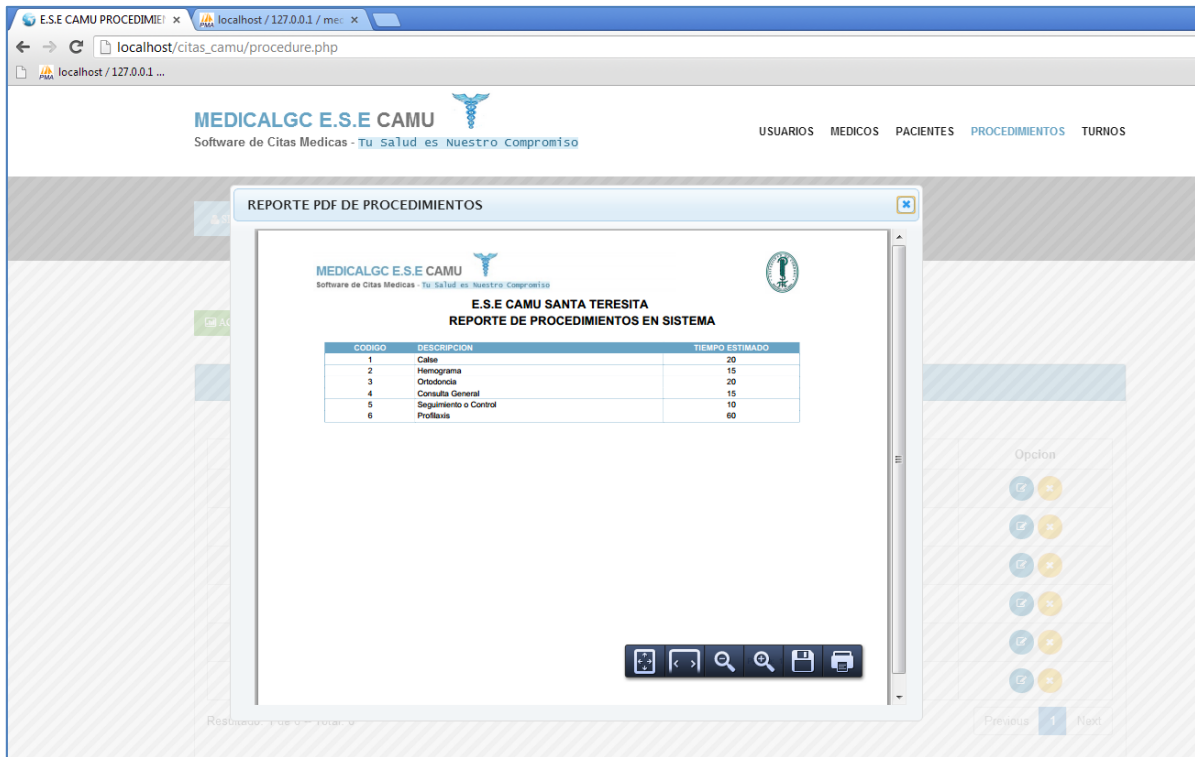 E.S.E CAMU PROCEDIMIE
localhost / 127.0.0.1 / mec
localhost/citas_camu/procedure.php
localhost / 127.0.0.1 ...
MEDICALGC E.S.E CAMU
Software de Citas Medicas - Tu Salud es Nuestro Compromiso
USUARIOS MEDICOS PACIENTES PROCEDIMIENTOS TURNOS
REPORTE PDF DE PROCEDIMIENTOS
MEDICALGC E.S.E CAMU
Software de Citas Medicas - Tu Salud es Nuestro Compromiso
E.S.E CAMU SANTA TERESITA
REPORTE DE PROCEDIMIENTOS EN SISTEMA
CODIGO DESCRIPCION TIEMPO ESTIMADO
1 Calse 20
2 Hemograma 15
3 Ortodoncia 20
4 Consulta General 15
5 Seguimiento o Control 10
6 Profilaxis 60
Opcion
Previous 1 Next